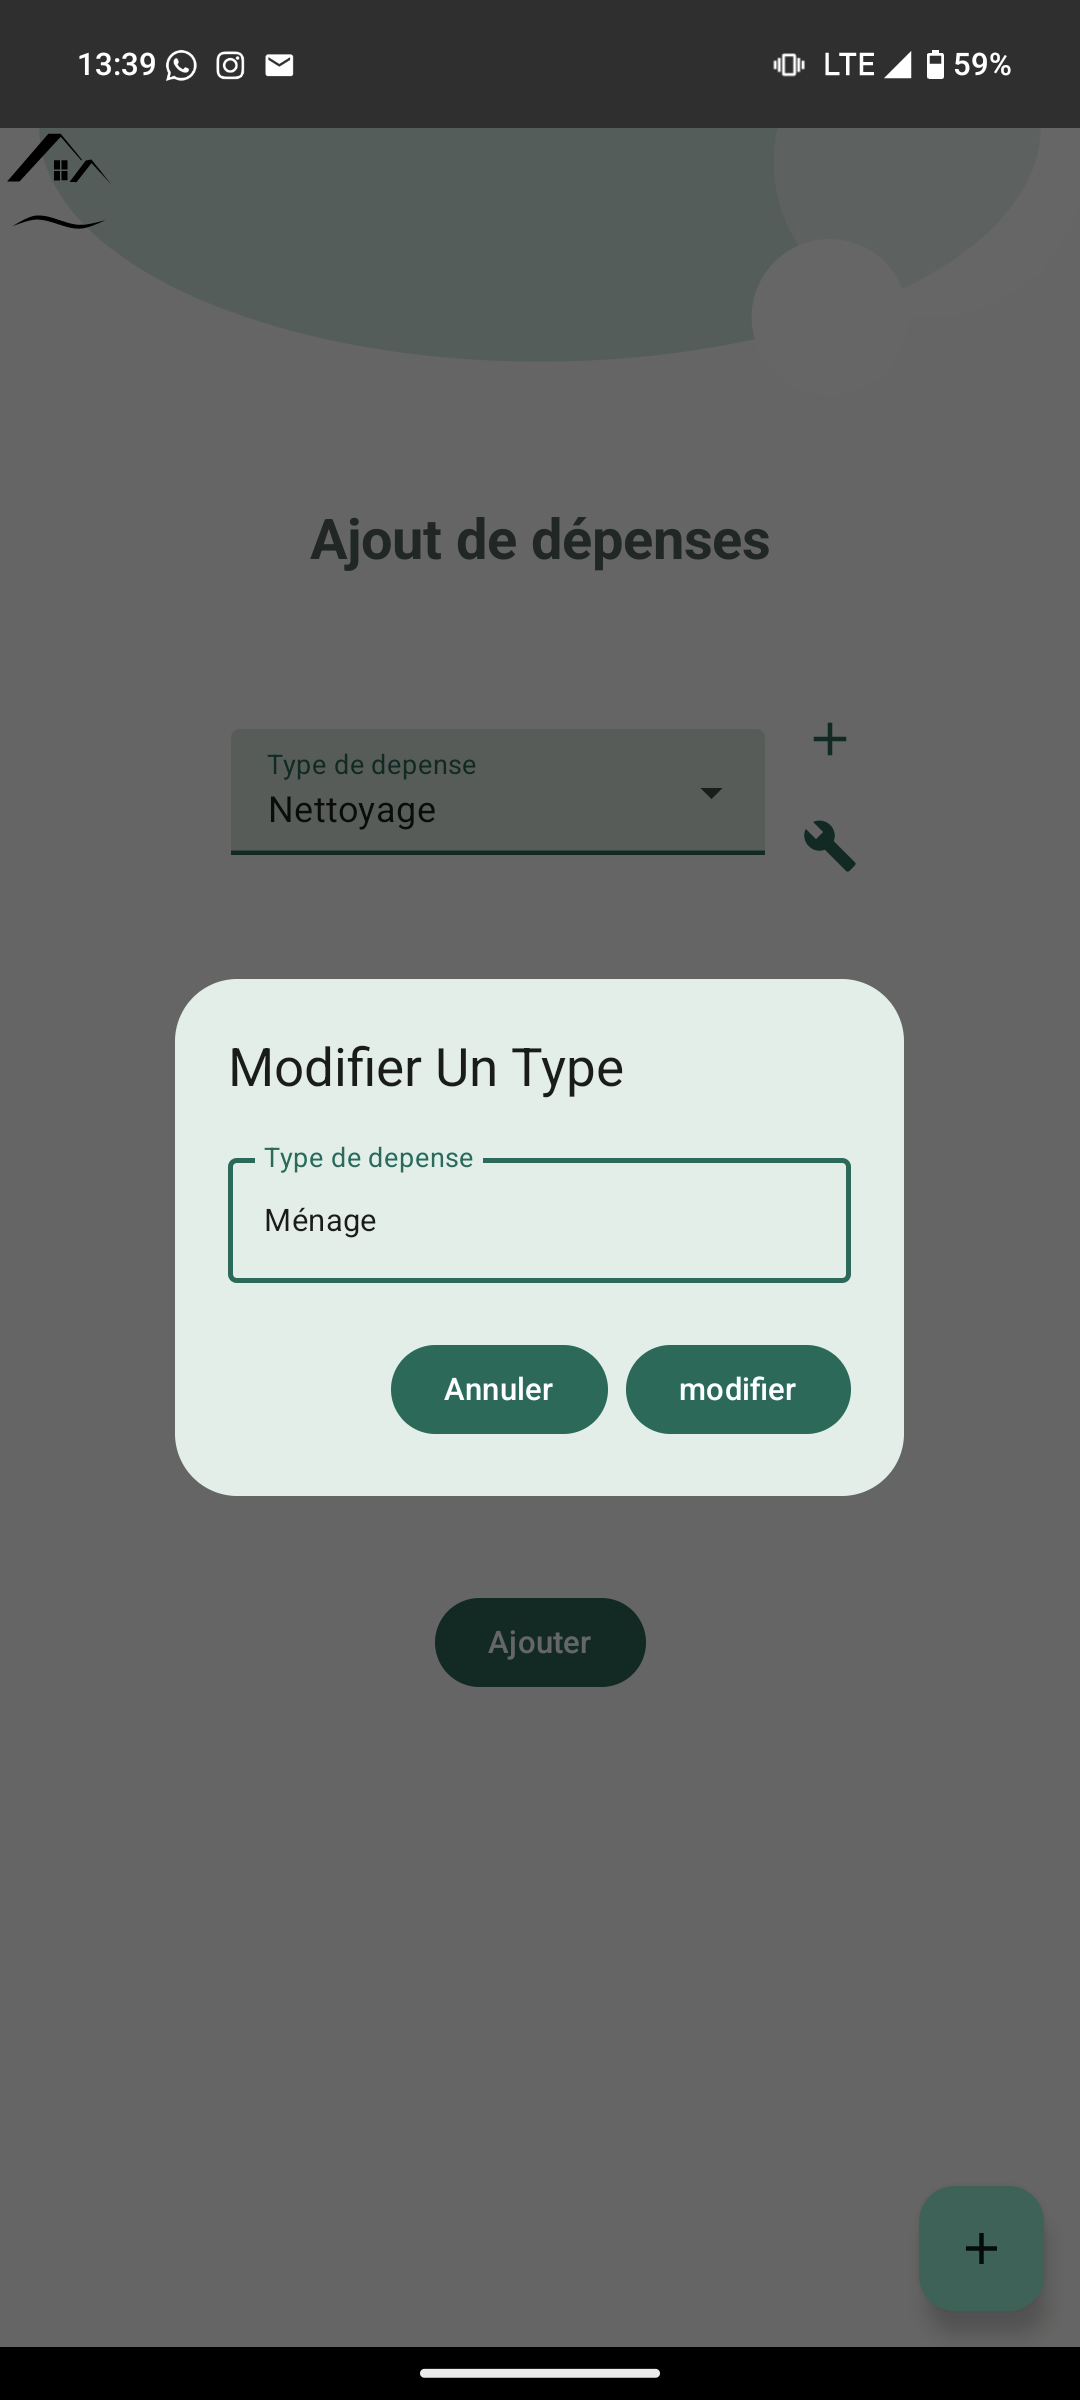 13:39 LTE 59%
Ajout de dépenses
Type de depense
Nettoyage
Modifier Un Type
Type de depense
Ménage
Annuler modifier
Ajouter